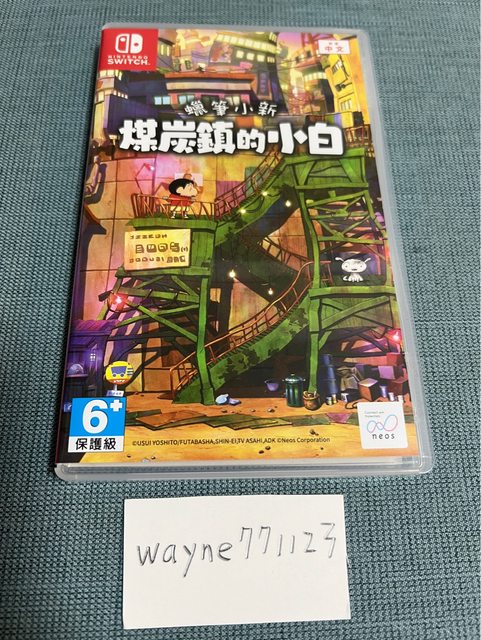 NINTENDO
SWITCH
中文
蠟筆小新
煤炭鎮的小白
6+
保護級
©USUI YOSHITO/FUTABASHA,SHIN-EI,TV ASAHI,ADK ©Neos Corporation
neos
wayne771123